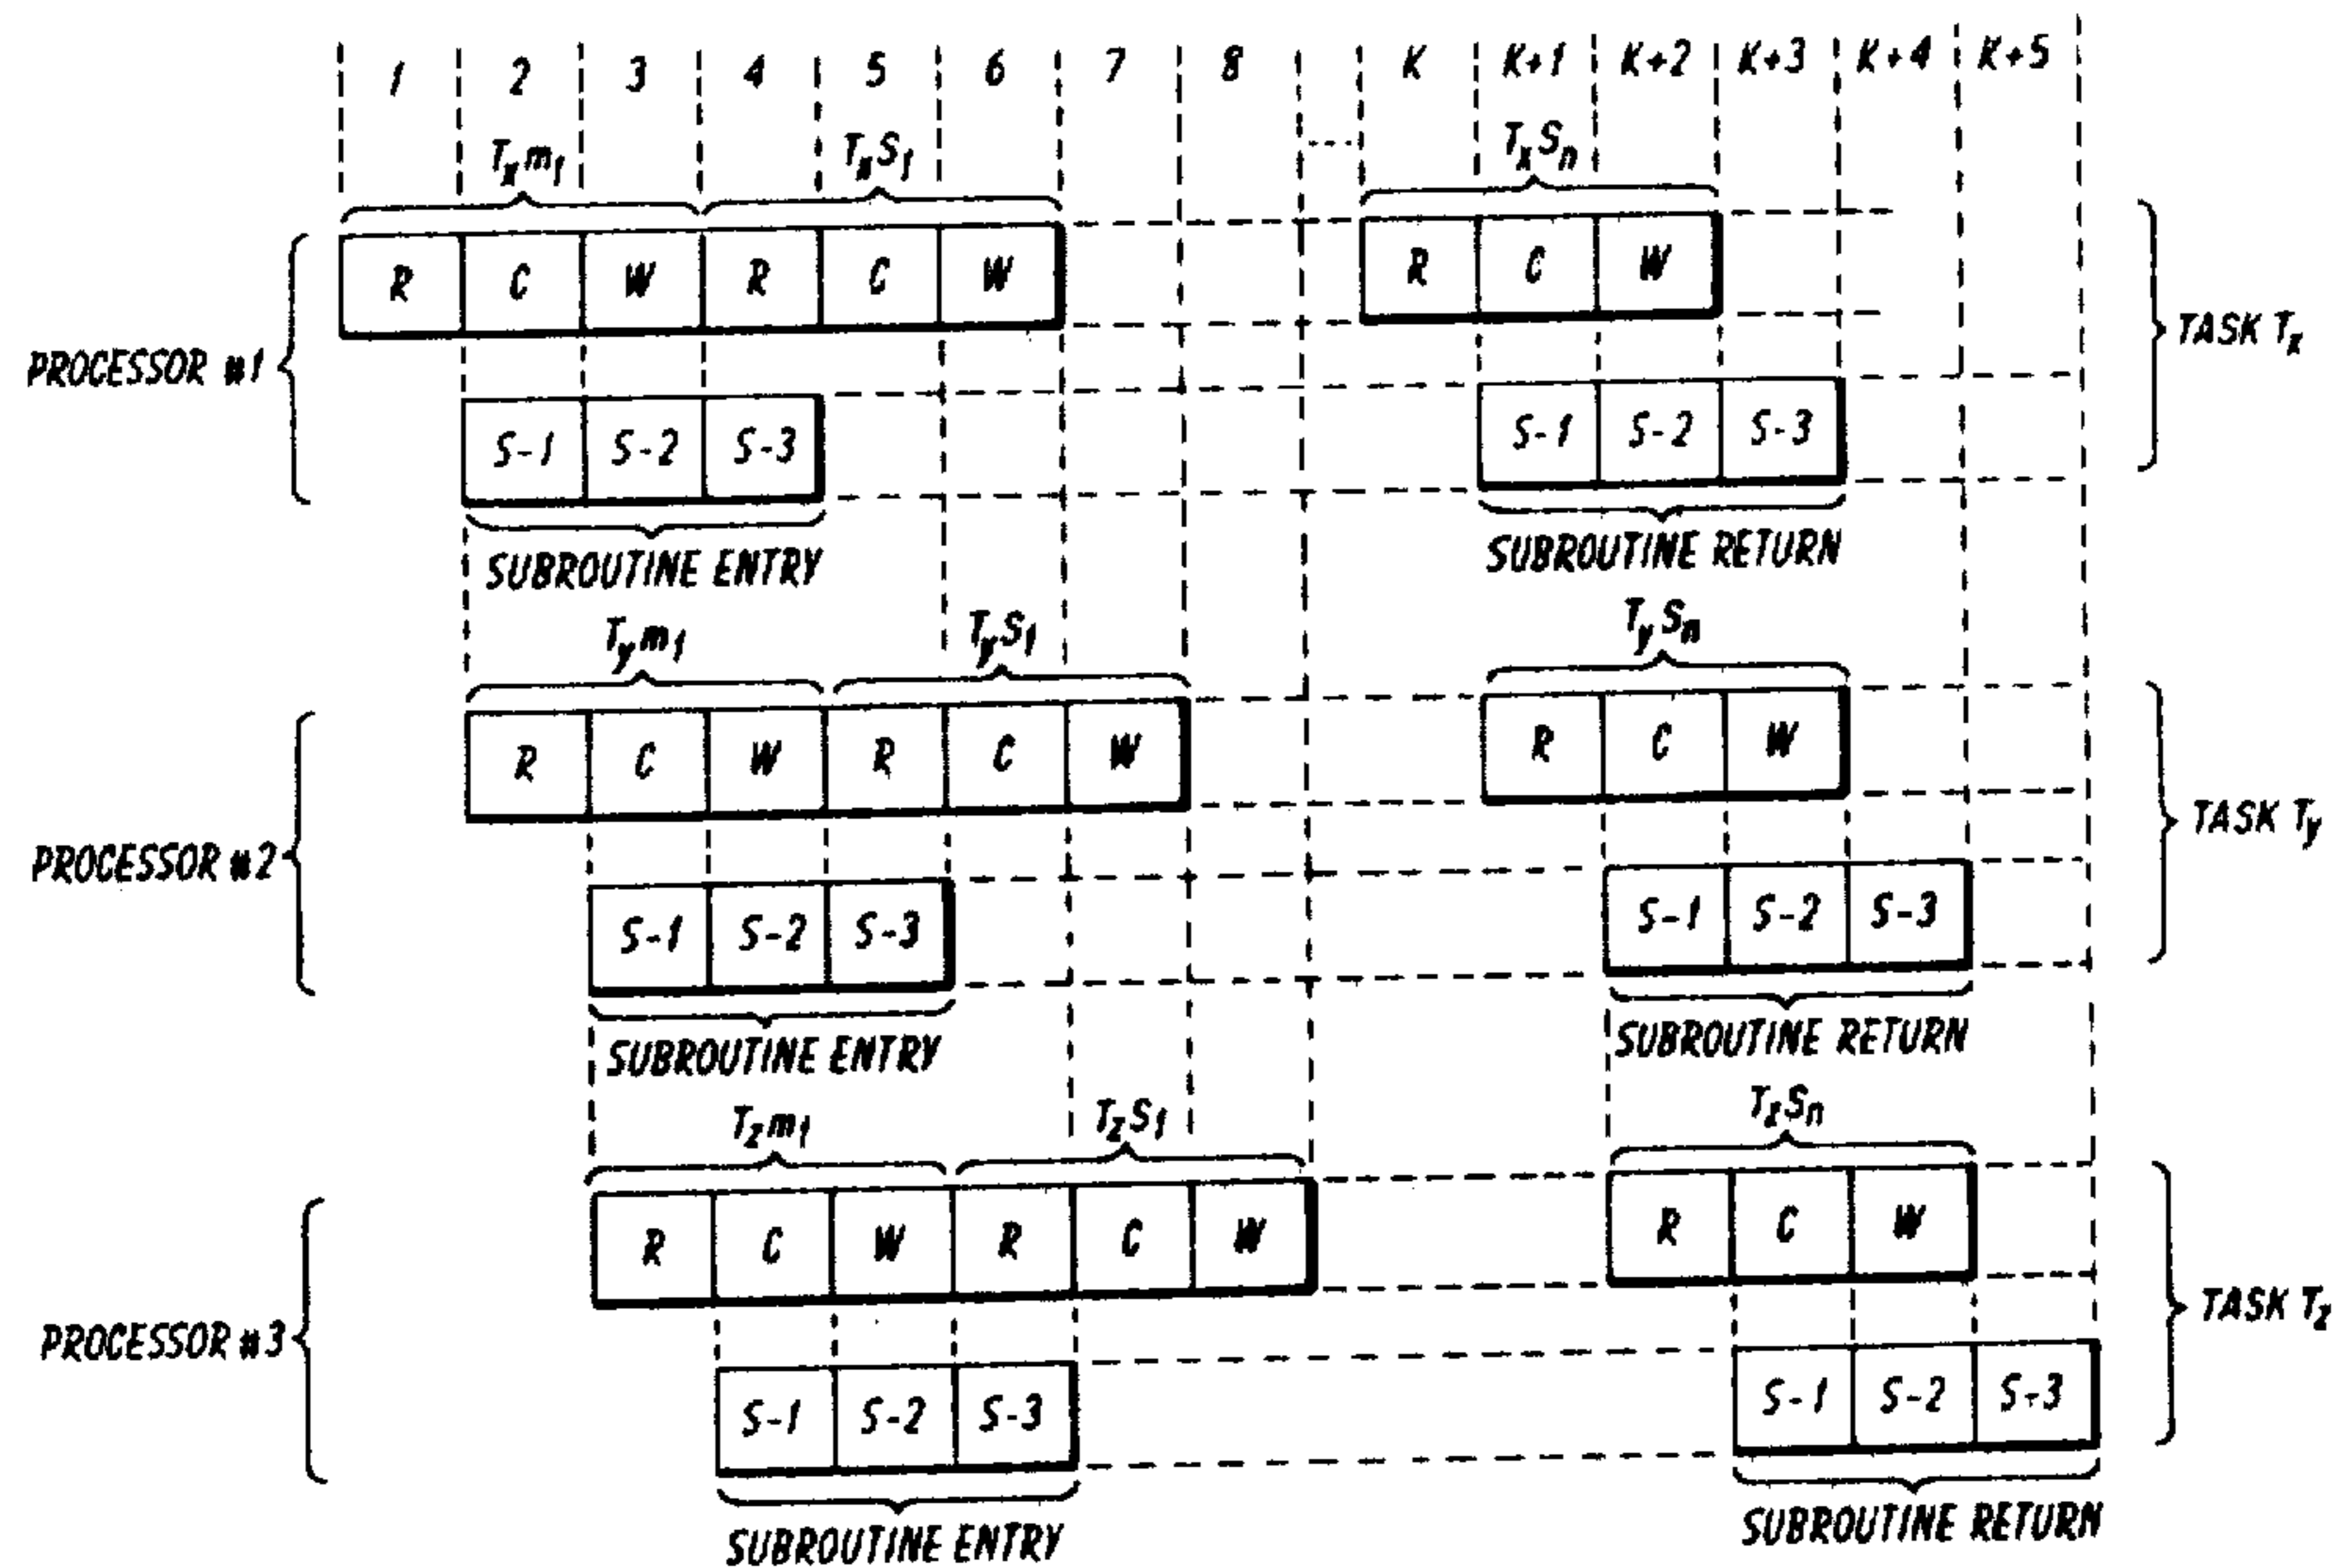 1 2 3 4 5 6 7 8 K K+1 K+2 K+3 K+4 K+5
Txm1 TxS1 TxSn
R C W R C W R C W
PROCESSOR #1
TASK Tx
S-1 S-2 S-3 S-1 S-2 S-3
SUBROUTINE ENTRY SUBROUTINE RETURN
Tym1 TyS1 TySn
R C W R C W R C W
PROCESSOR #2
TASK Ty
S-1 S-2 S-3 S-1 S-2 S-3
SUBROUTINE ENTRY SUBROUTINE RETURN
Tzm1 TzS1 TzSn
R C W R C W R C W
PROCESSOR #3
TASK Tz
S-1 S-2 S-3 S-1 S-2 S-3
SUBROUTINE ENTRY SUBROUTINE RETURN